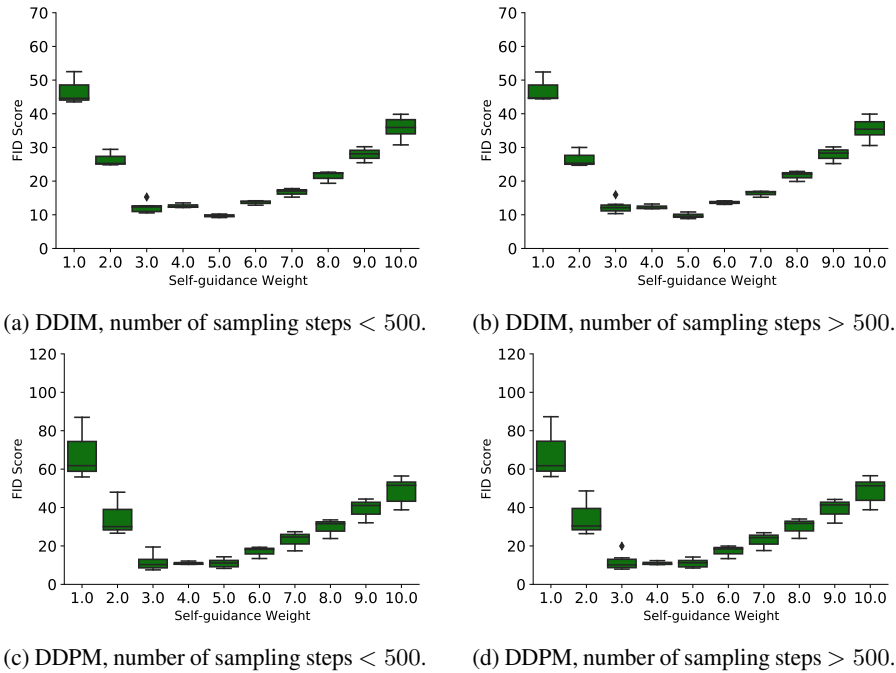 70
60
50
40
30
20
10
0
FID Score
1.0 2.0 3.0 4.0 5.0 6.0 7.0 8.0 9.0 10.0
Self-guidance Weight
(a) DDIM, number of sampling steps < 500.
70
60
50
40
30
20
10
0
FID Score
1.0 2.0 3.0 4.0 5.0 6.0 7.0 8.0 9.0 10.0
Self-guidance Weight
(b) DDIM, number of sampling steps > 500.
120
100
80
60
40
20
0
FID Score
1.0 2.0 3.0 4.0 5.0 6.0 7.0 8.0 9.0 10.0
Self-guidance Weight
(c) DDPM, number of sampling steps < 500.
120
100
80
60
40
20
0
FID Score
1.0 2.0 3.0 4.0 5.0 6.0 7.0 8.0 9.0 10.0
Self-guidance Weight
(d) DDPM, number of sampling steps > 500.